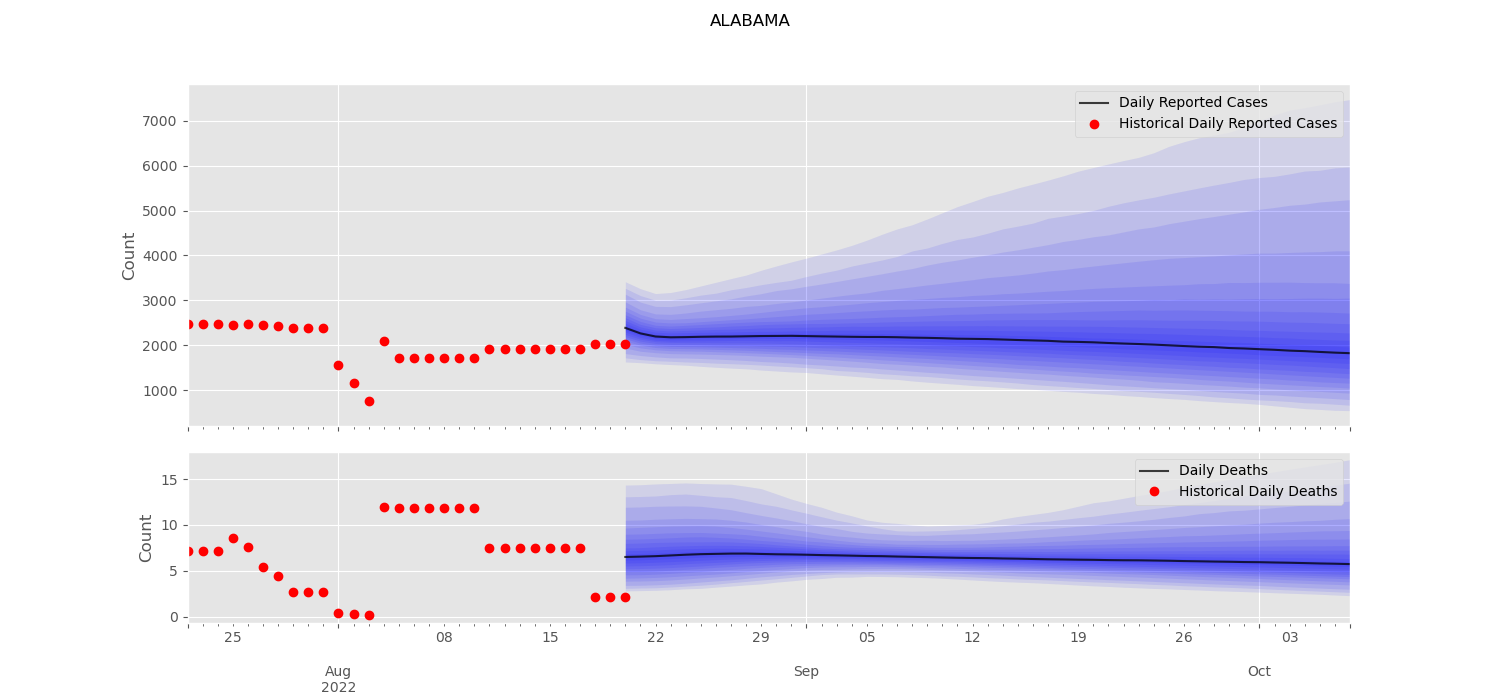 ALABAMA
Daily Reported Cases
Historical Daily Reported Cases
7000
6000
5000
4000
3000
2000
1000
Count
Daily Deaths
Historical Daily Deaths
15
10
5
0
Count
25 08 15 22 29 05 12 19 26 03
Aug Sep Oct
2022